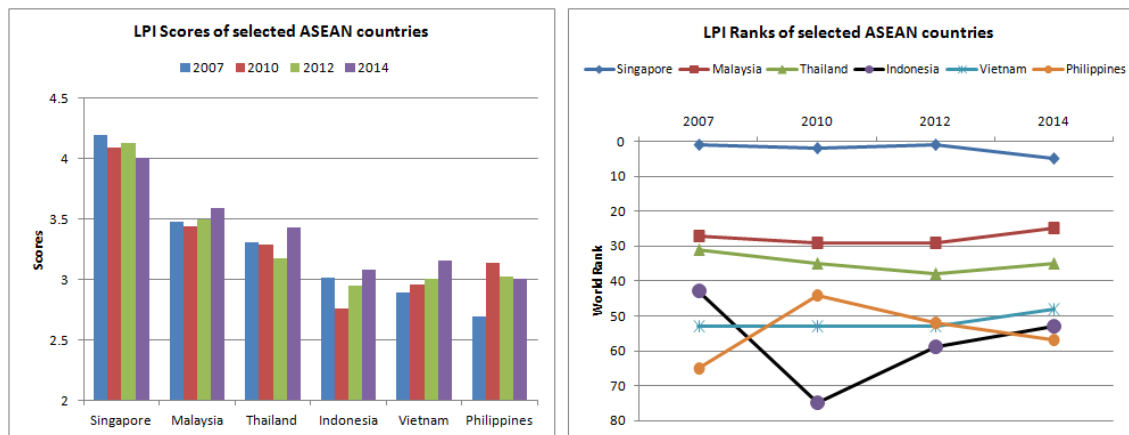 LPI Scores of selected ASEAN countries
2007 2010 2012 2014
4.5
4
3.5
3
2.5
2
Scores
Singapore Malaysia Thailand Indonesia Vietnam Philippines
LPI Ranks of selected ASEAN countries
Singapore Malaysia Thailand Indonesia Vietnam Philippines
2007 2010 2012 2014
0
10
20
30
40
50
60
70
80
World Rank